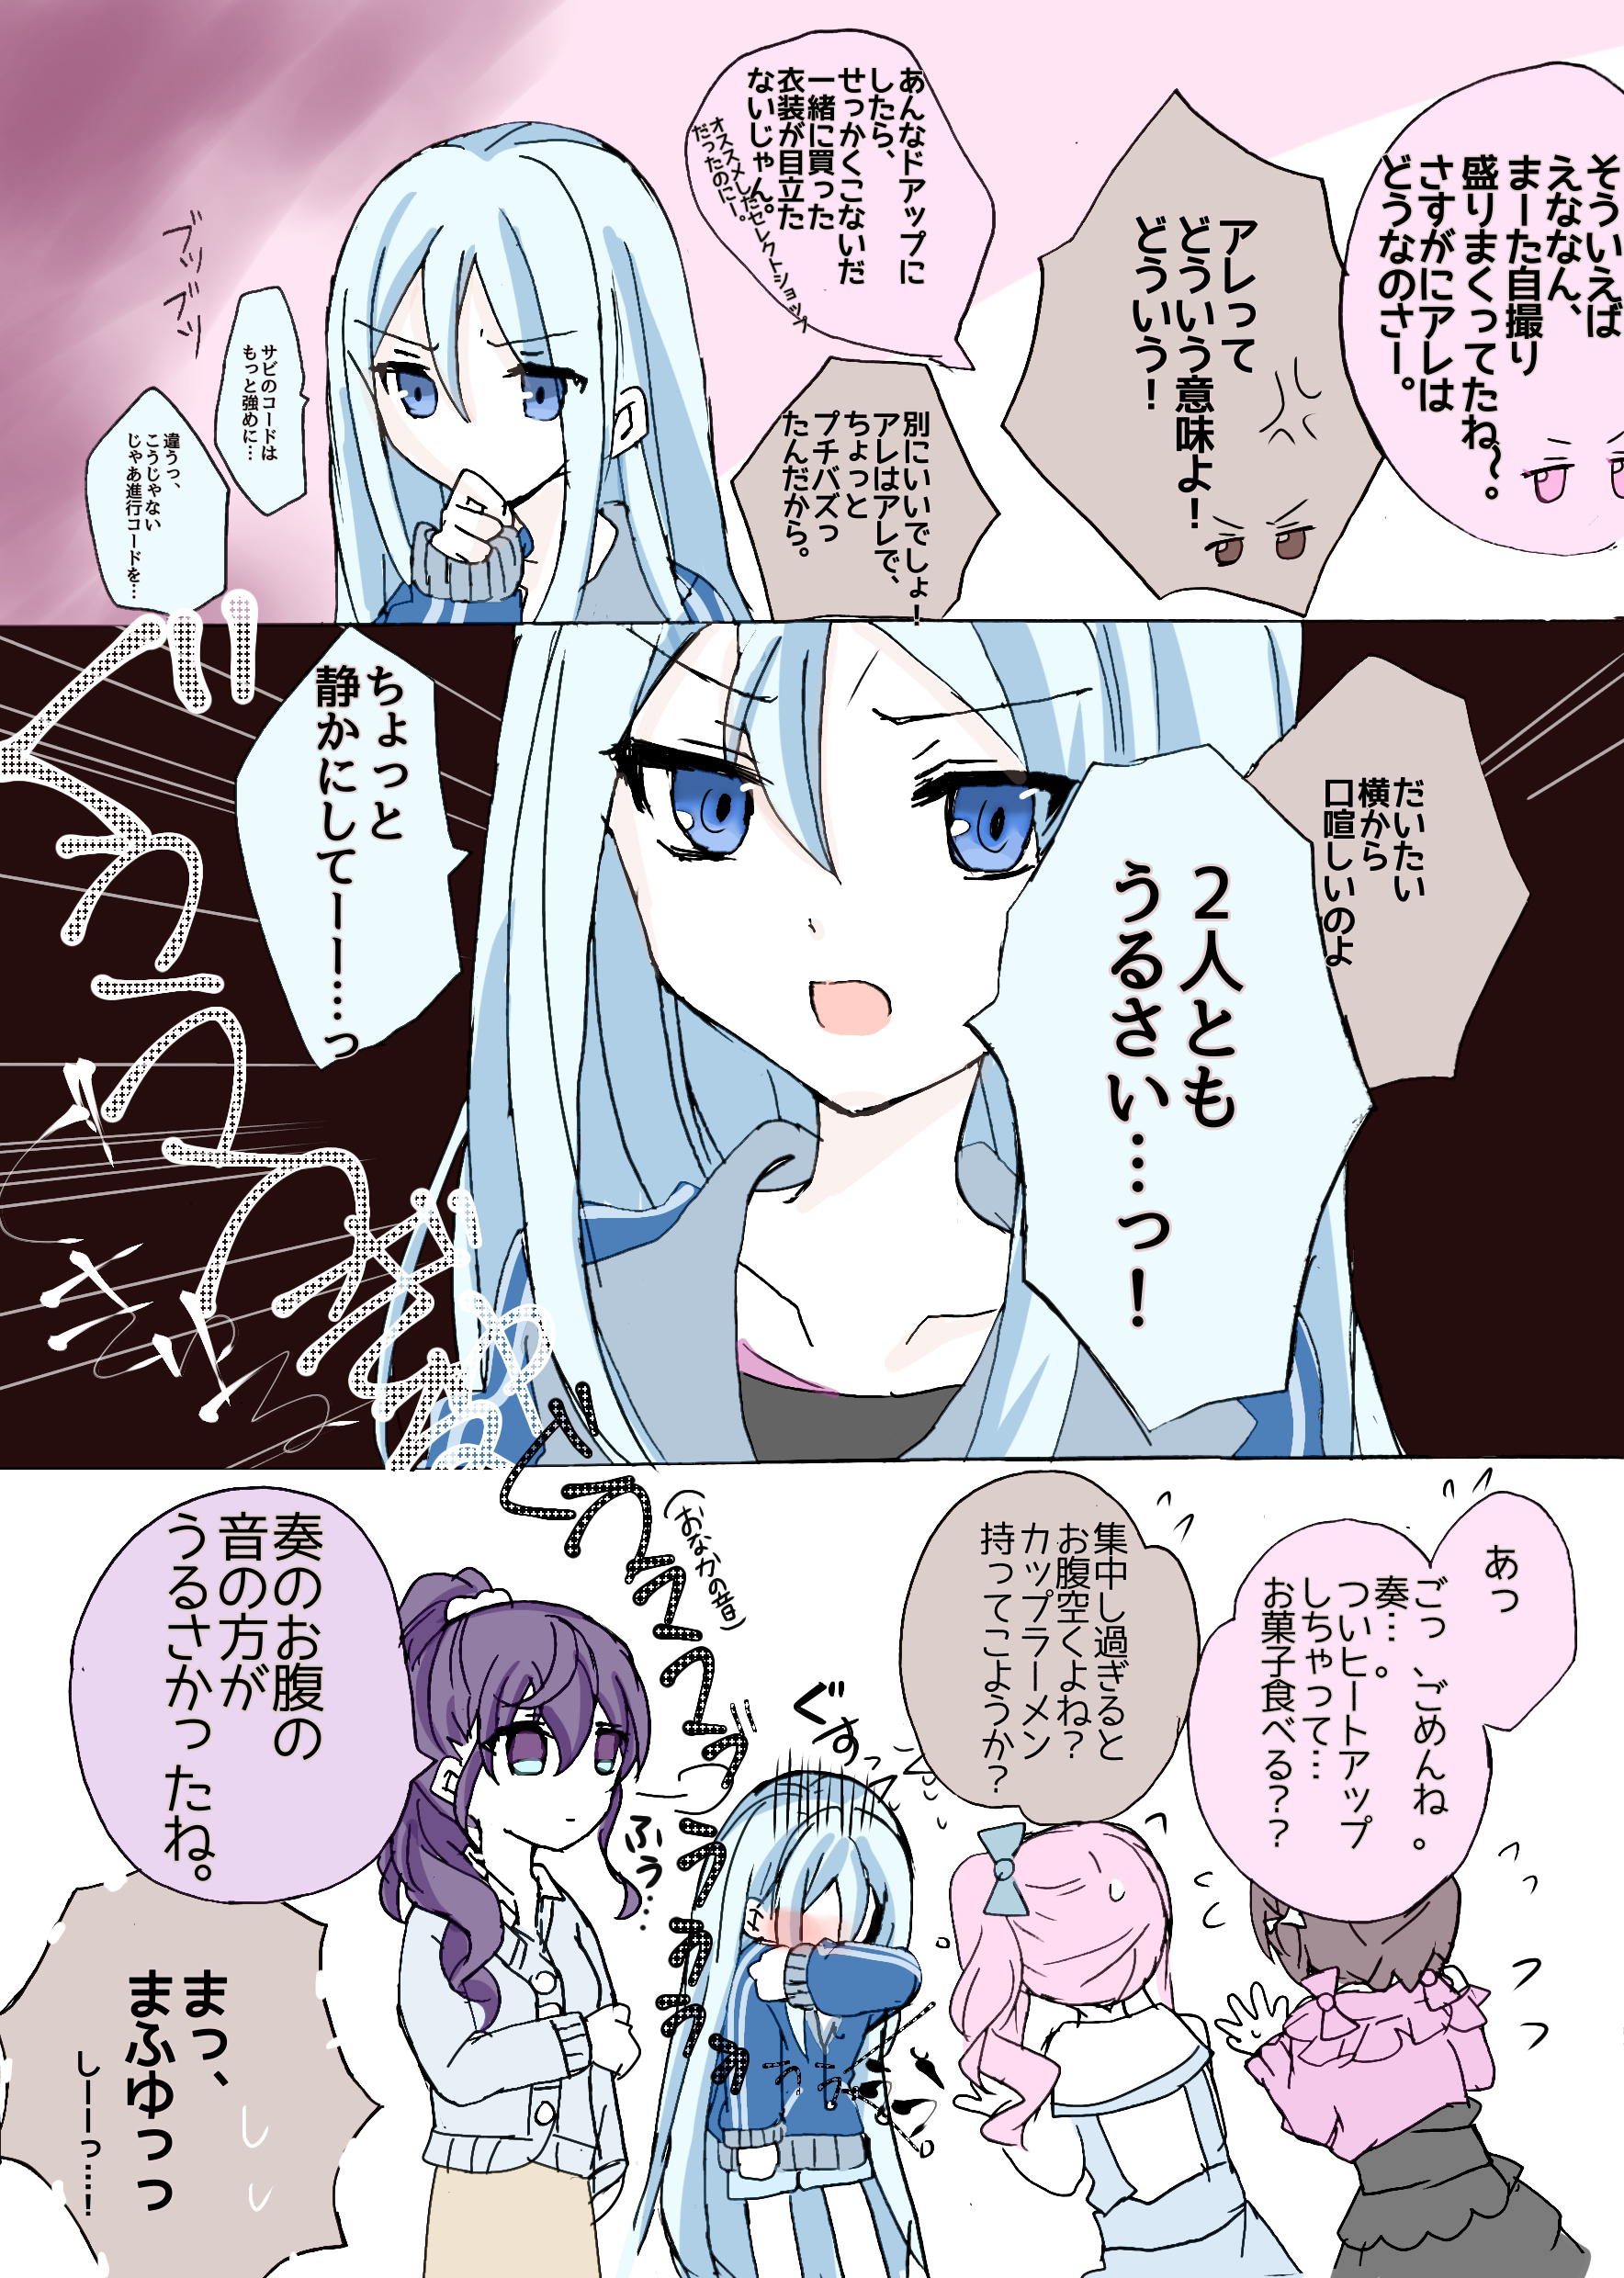 そういえば
えななん、
まーた自撮り
盛りまくってたね〜。
さすがにアレは
どうなのさー。
アレって
どういう意味よ！
どういう！
あんなドアップに
したら、
せっかくこないだ
一緒に買った
衣装が目立た
ないじゃん。
オススメしたセレクトショップ
だったのにー。
別にいいでしょ！
アレはアレで、
ちょっと
プチバズっ
たんだから。
ブツ
ブツ
サビのコードは
もっと強めに…
違うっ、
こうじゃない
じゃあ進行コードを…
だいたい
横から
口喧しいのよ
２人とも
うるさい……っ！
ちょっと
静かにしてーー…っ
あっ
ごっ、ごめんね。
奏…。
ついヒートアップ
しちゃって…
お菓子食べる？？
集中し過ぎると
お腹空くよね？
カップラーメン
持ってこようか？
ぐすっ
(おなかの音)
ふぅ…
奏のお腹の
音の方が
うるさかったね。
まっ、
まふゆっっ
しーーっ…！